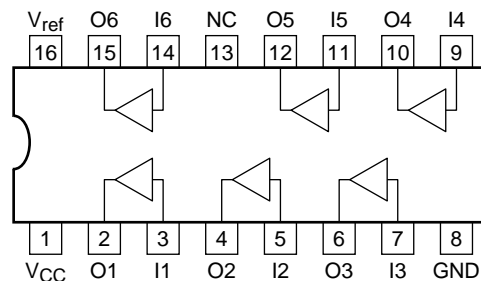 Vref O6 I6 NC O5 I5 O4 I4
16 15 14 13 12 11 10 9
1 2 3 4 5 6 7 8
VCC O1 I1 O2 I2 O3 I3 GND